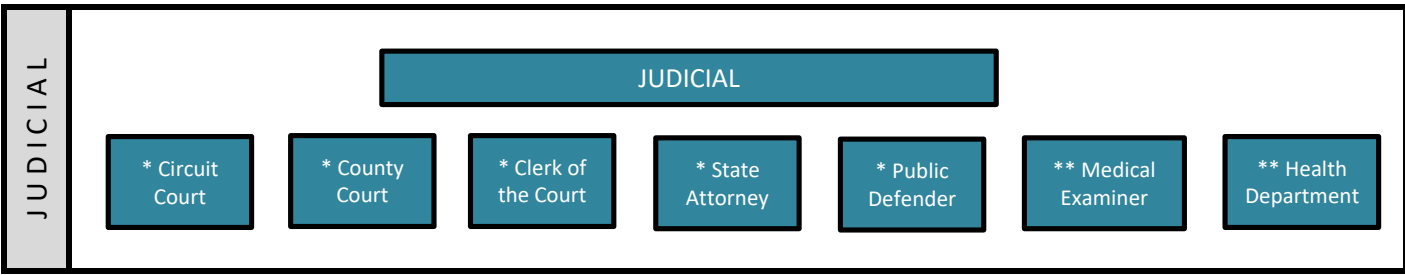 JUDICIAL
JUDICIAL
* Circuit
Court
* County
Court
* Clerk of
the Court
* State
Attorney
* Public
Defender
** Medical
Examiner
** Health
Department